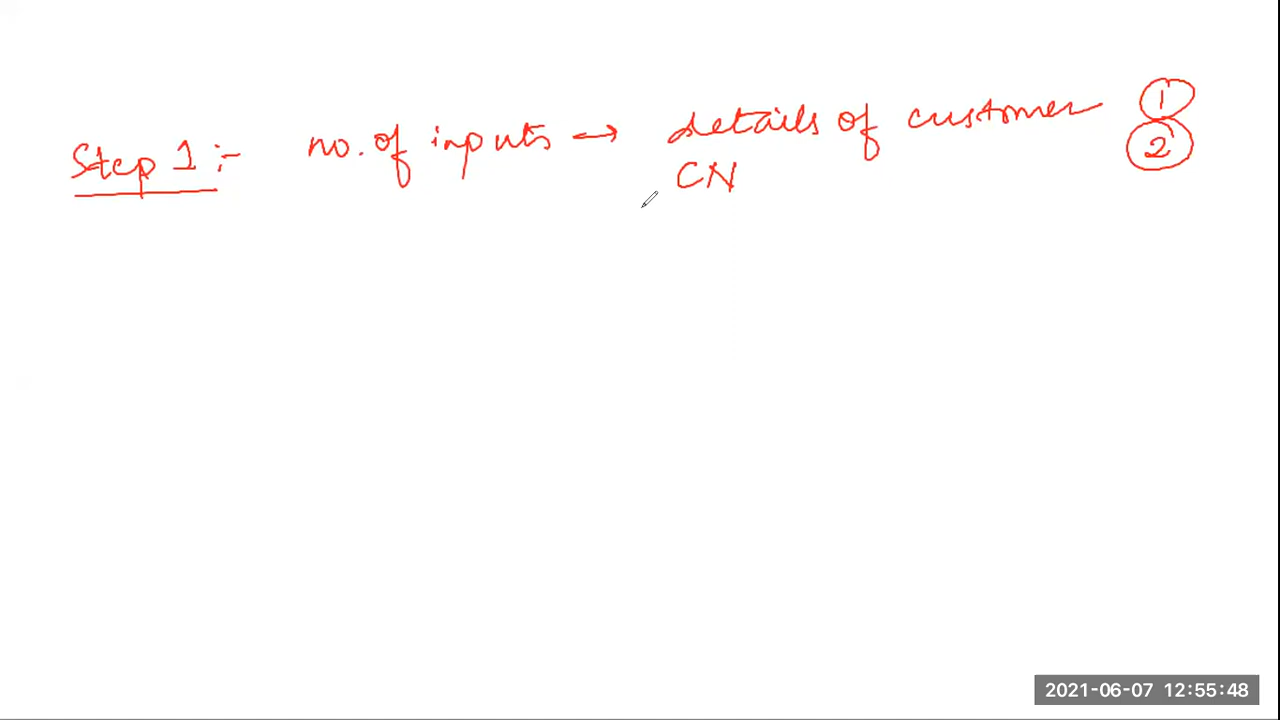 Step 1 :- no. of inputs → details of customer 1
CN 2
2021-06-07 12:55:48